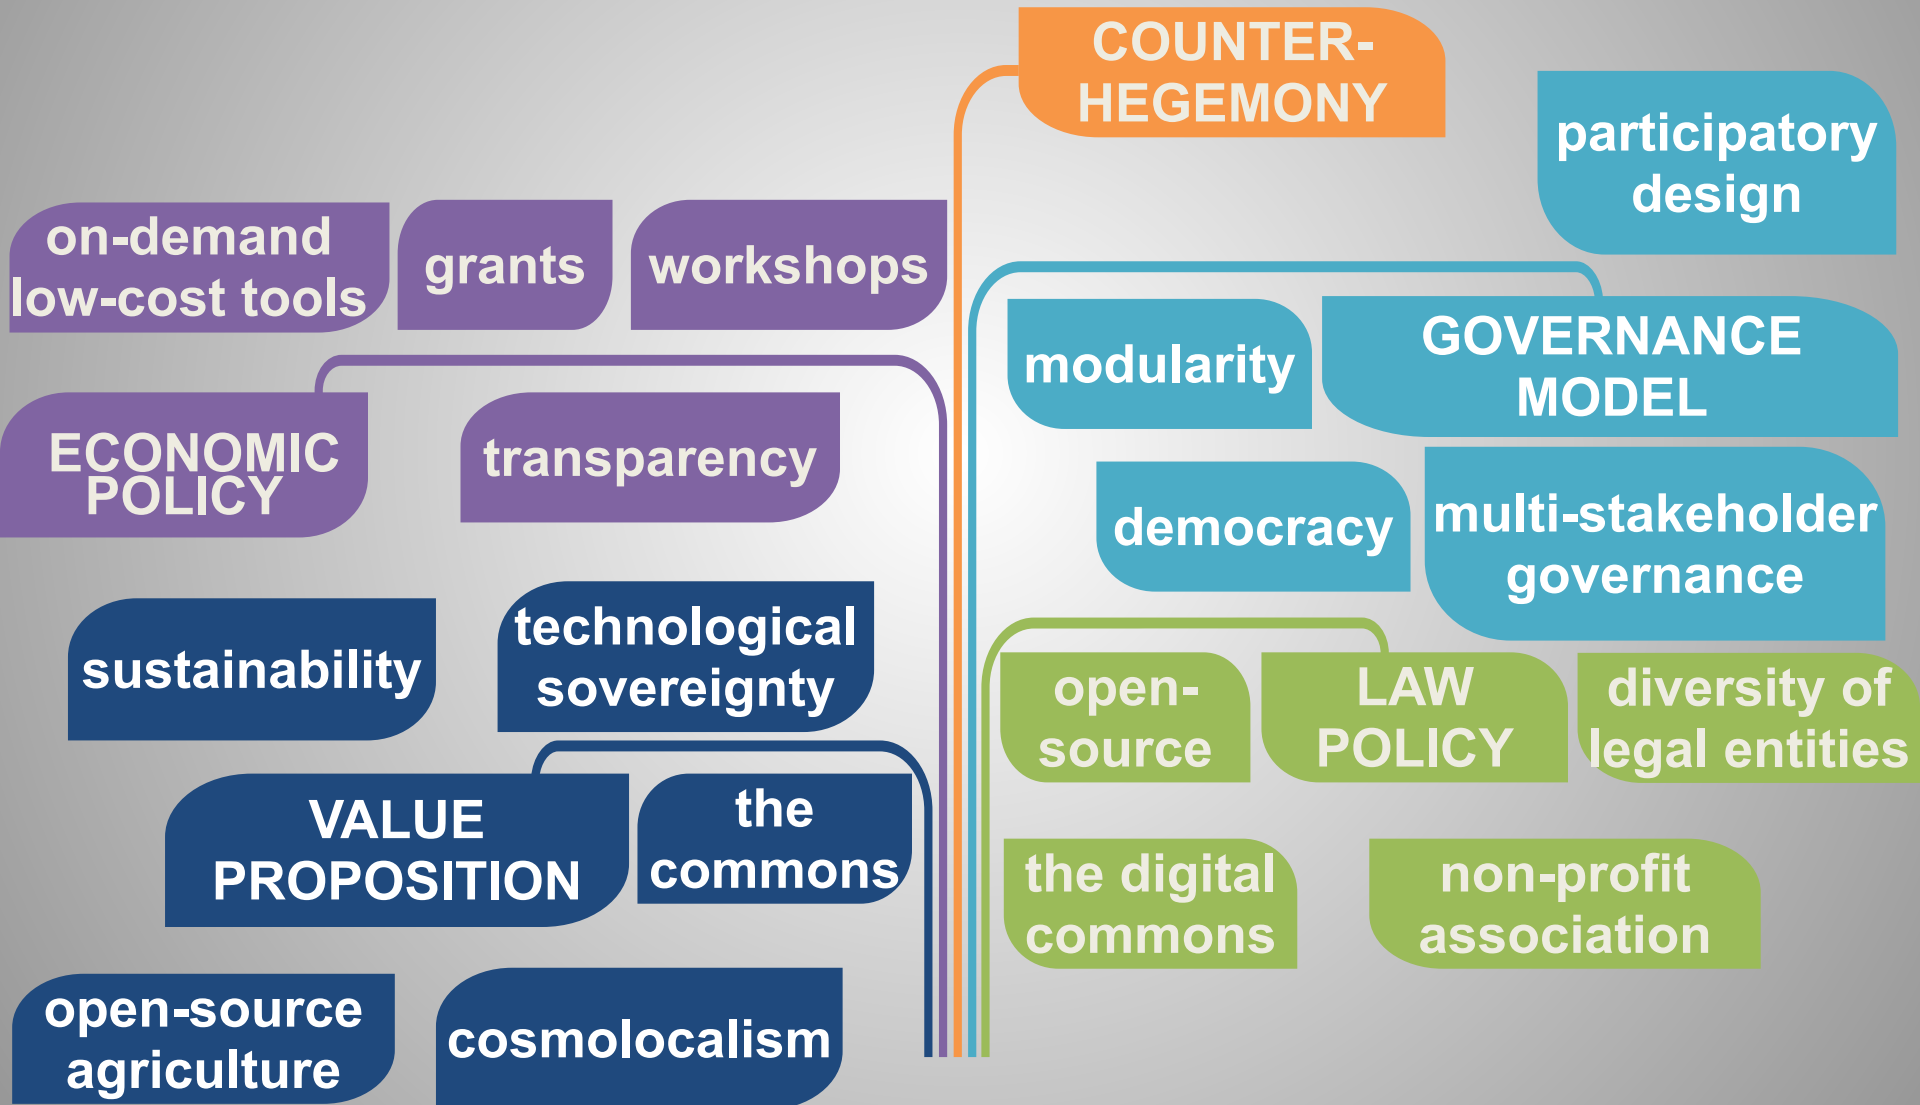 COUNTER-
HEGEMONY
on-demand
low-cost tools
grants
workshops
ECONOMIC
POLICY
transparency
participatory
design
modularity
GOVERNANCE
MODEL
democracy
multi-stakeholder
governance
sustainability
technological
sovereignty
VALUE
PROPOSITION
the
commons
open-source
agriculture
cosmolocalism
open-
source
LAW
POLICY
diversity of
legal entities
the digital
commons
non-profit
association